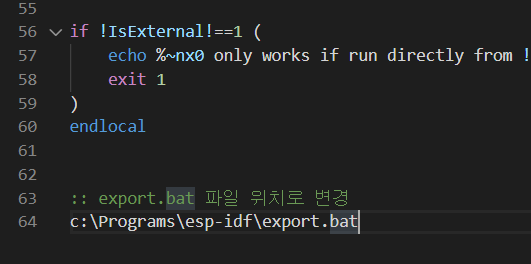 55
56 if !IsExternal!==1 (
57 echo %~nx0 only works if run directly from !
58 exit 1
59 )
60 endlocal
61
62
63 :: export.bat 파일 위치로 변경
64 c:\Programs\esp-idf\export.bat